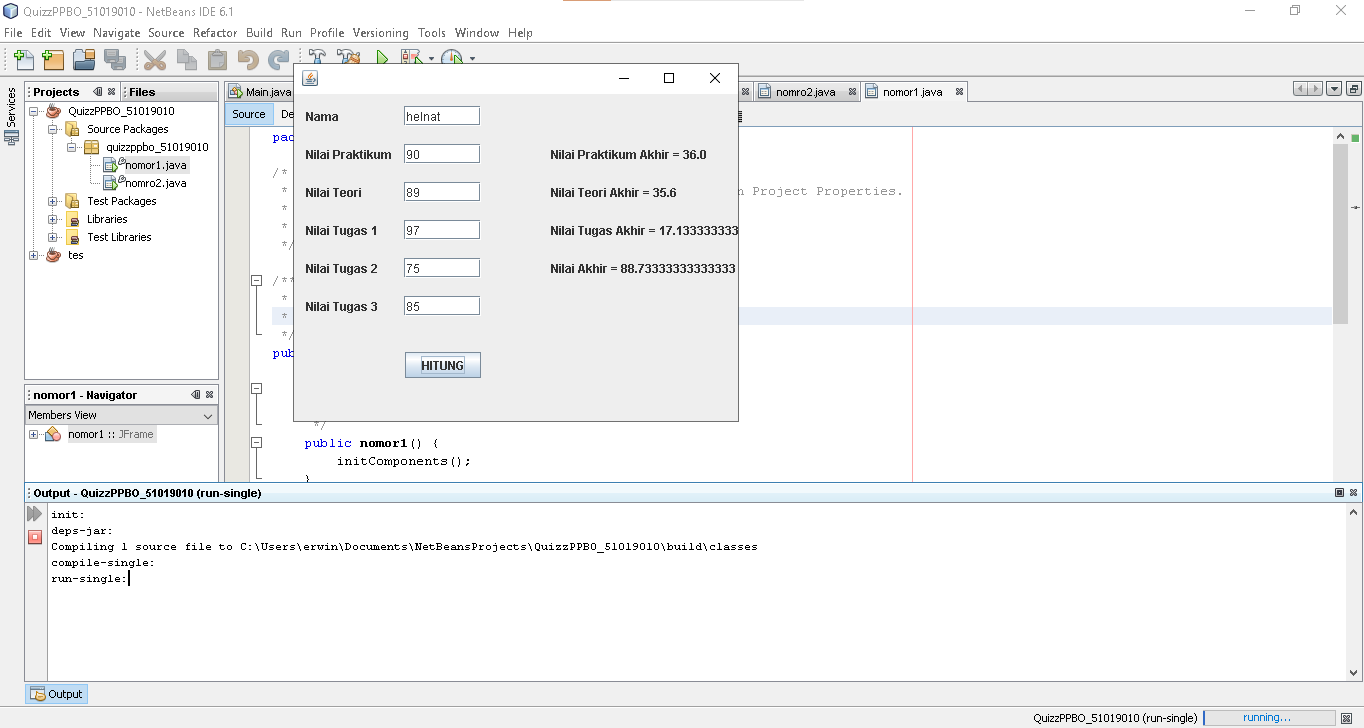 QuizzPPBO_51019010 - NetBeans IDE 6.1
File Edit View Navigate Source Refactor Build Run Profile Versioning Tools Window Help
Services
Projects
Files
QuizzPPBO_51019010
Source Packages
quizzppbo_51019010
nomor1.java
nomro2.java
Test Packages
Libraries
Test Libraries
tes
nomor1 - Navigator
Members View
nomor1 :: JFrame
Main.java
nomro2.java
nomor1.java
Source
De
pac
/*
*
* n Project Properties.
*
*
*/
/**
*
*
*/
pub
*/
public nomor1() {
initComponents();
}
Nama helnat
Nilai Praktikum 90 Nilai Praktikum Akhir = 36.0
Nilai Teori 89 Nilai Teori Akhir = 35.6
Nilai Tugas 1 97 Nilai Tugas Akhir = 17.133333333
Nilai Tugas 2 75 Nilai Akhir = 88.73333333333333
Nilai Tugas 3 85
HITUNG
Output - QuizzPPBO_51019010 (run-single)
init:
deps-jar:
Compiling 1 source file to C:\Users\erwin\Documents\NetBeansProjects\QuizzPPBO_51019010\build\classes
compile-single:
run-single:
Output
QuizzPPBO_51019010 (run-single) running...